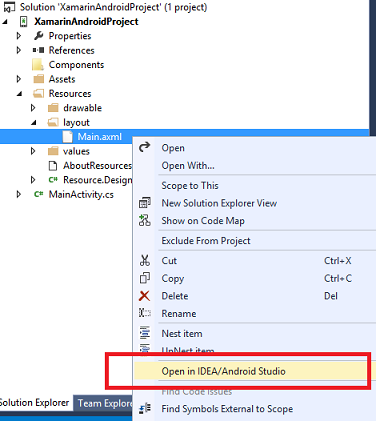 Solution 'XamarinAndroidProject' (1 project)
XamarinAndroidProject
Properties
References
Components
Assets
Resources
drawable
layout
Main.axml
values
AboutResources
Resource.Design
MainActivity.cs
Open
Open With...
Scope to This
New Solution Explorer View
Show on Code Map
Exclude From Project
Cut Ctrl+X
Copy Ctrl+C
Delete Del
Rename
Nest item
UnNest item
Open in IDEA/Android Studio
Find Code Issues
Find Symbols External to Scope
Solution Explorer Team Explore